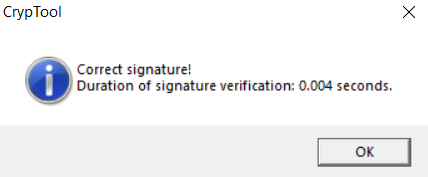 CrypTool
Correct signature!
Duration of signature verification: 0.004 seconds.
OK